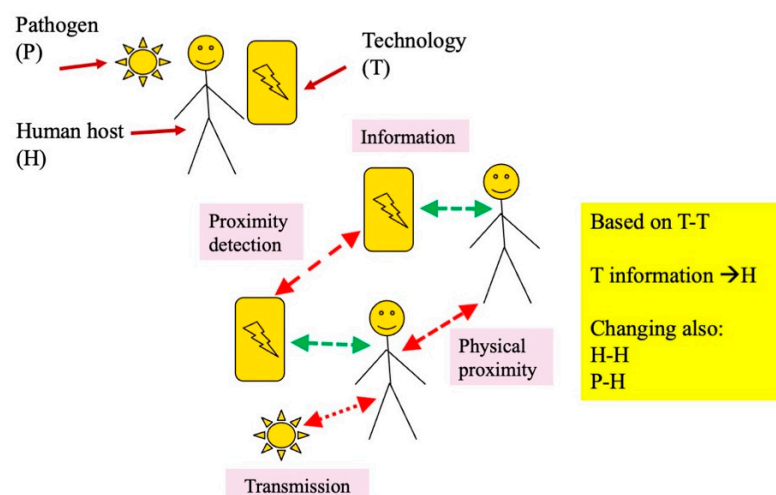 Pathogen
(P)
Technology
(T)
Human host
(H)
Information
Proximity
detection
Based on T-T
T information →H
Changing also:
H-H
P-H
Physical
proximity
Transmission